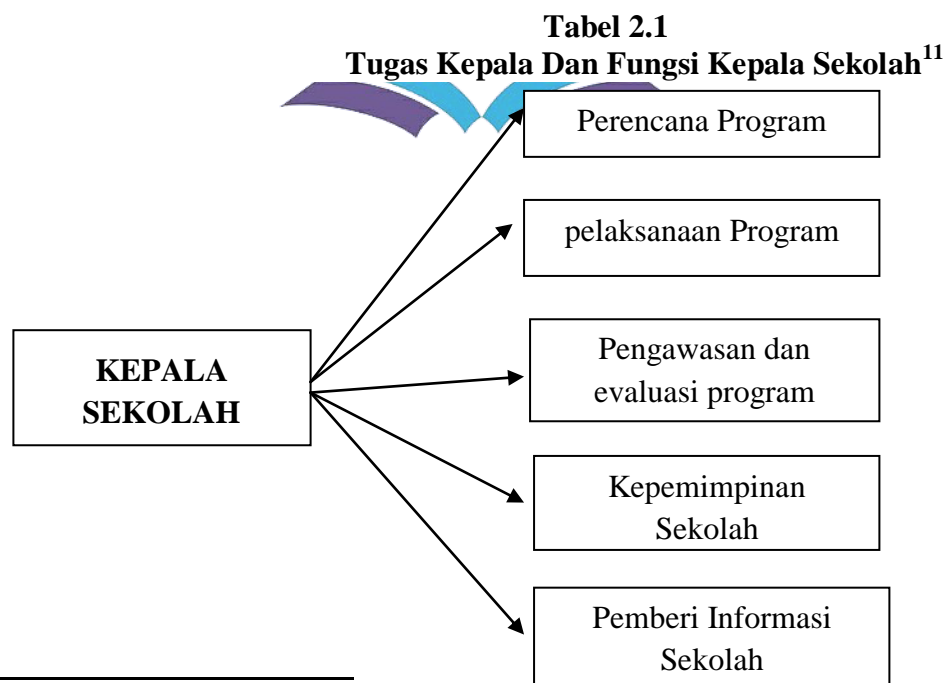 Tabel 2.1
Tugas Kepala Dan Fungsi Kepala Sekolah¹¹
Perencana Program
pelaksanaan Program
KEPALA
SEKOLAH
Pengawasan dan
evaluasi program
Kepemimpinan
Sekolah
Pemberi Informasi
Sekolah